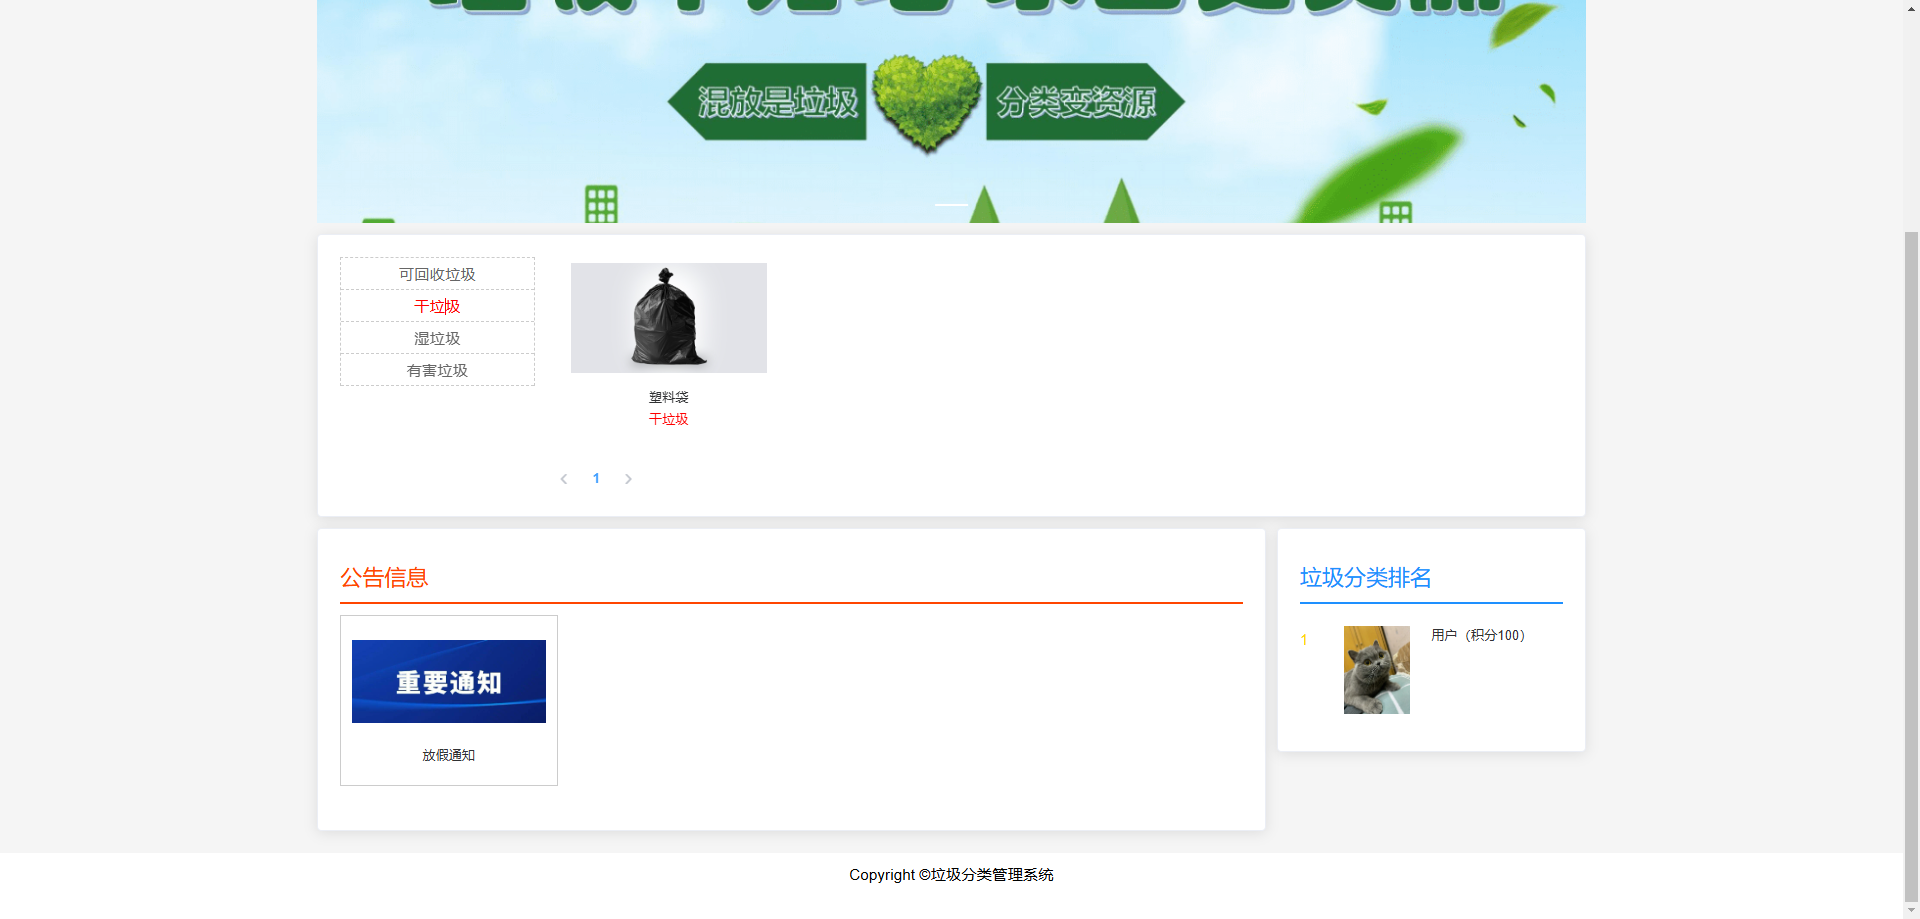 混放是垃圾 分类变资源
可回收垃圾
干垃圾
湿垃圾
有害垃圾
塑料袋
干垃圾
1
公告信息
重要通知
放假通知
垃圾分类排名
1
用户（积分100）
Copyright ©垃圾分类管理系统